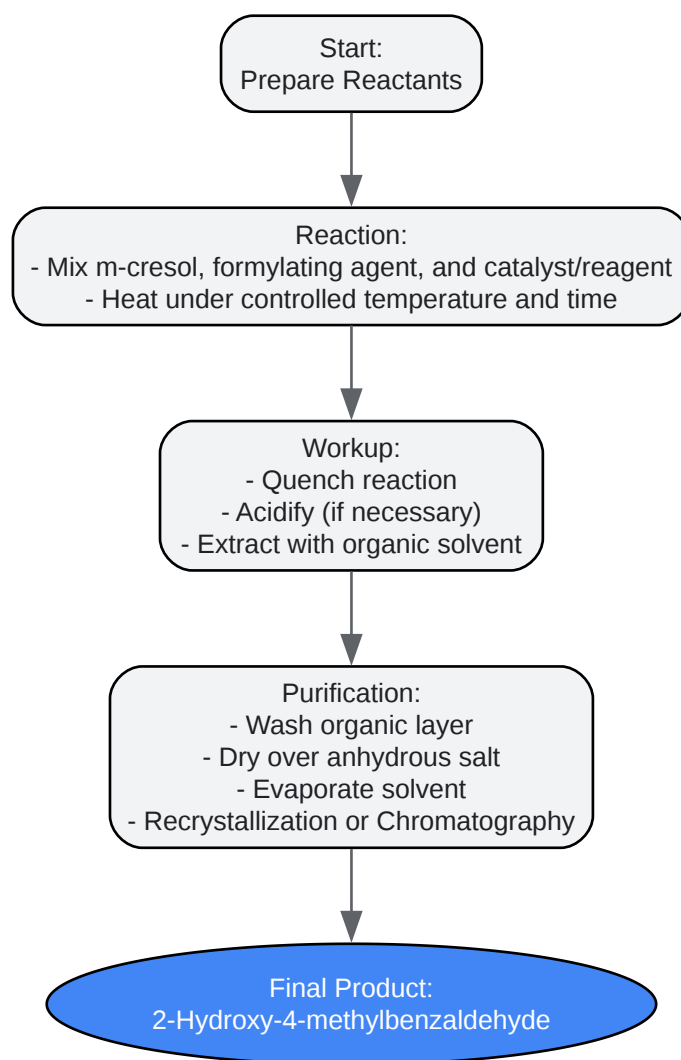 Start:
Prepare Reactants
Reaction:
- Mix m-cresol, formylating agent, and catalyst/reagent
- Heat under controlled temperature and time
Workup:
- Quench reaction
- Acidify (if necessary)
- Extract with organic solvent
Purification:
- Wash organic layer
- Dry over anhydrous salt
- Evaporate solvent
- Recrystallization or Chromatography
Final Product:
2-Hydroxy-4-methylbenzaldehyde